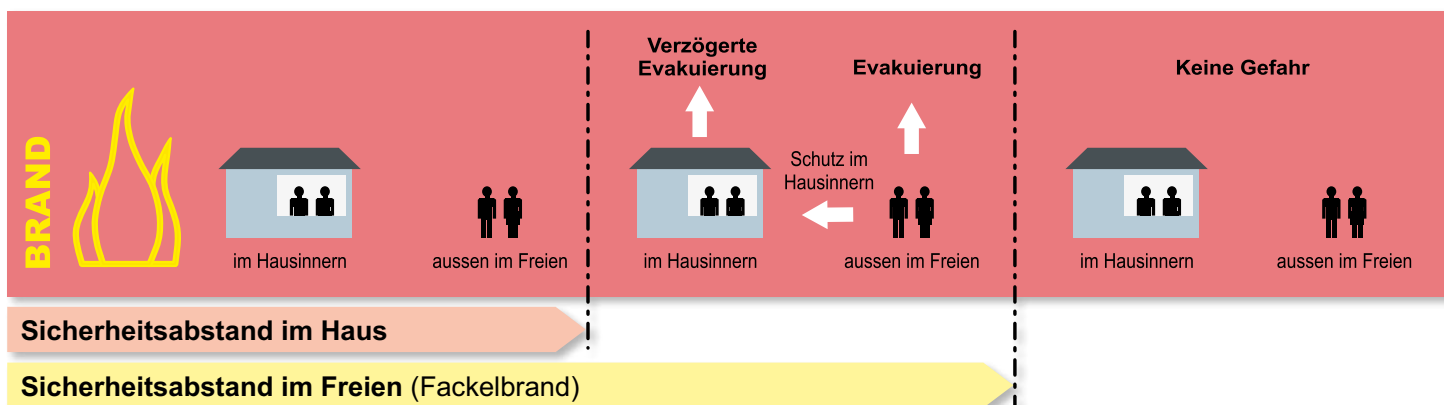 BRAND
im Hausinnern
aussen im Freien
Verzögerte
Evakuierung
Evakuierung
Schutz im
Hausinnern
im Hausinnern
aussen im Freien
Keine Gefahr
im Hausinnern
aussen im Freien
Sicherheitsabstand im Haus
Sicherheitsabstand im Freien (Fackelbrand)